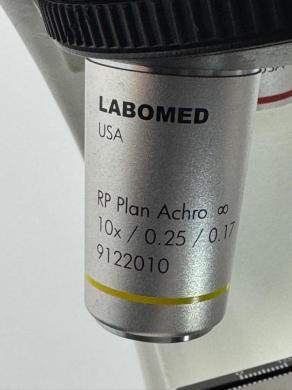 LABOMED
USA
RP Plan Achro ∞
10x / 0.25 / 0.17
9122010